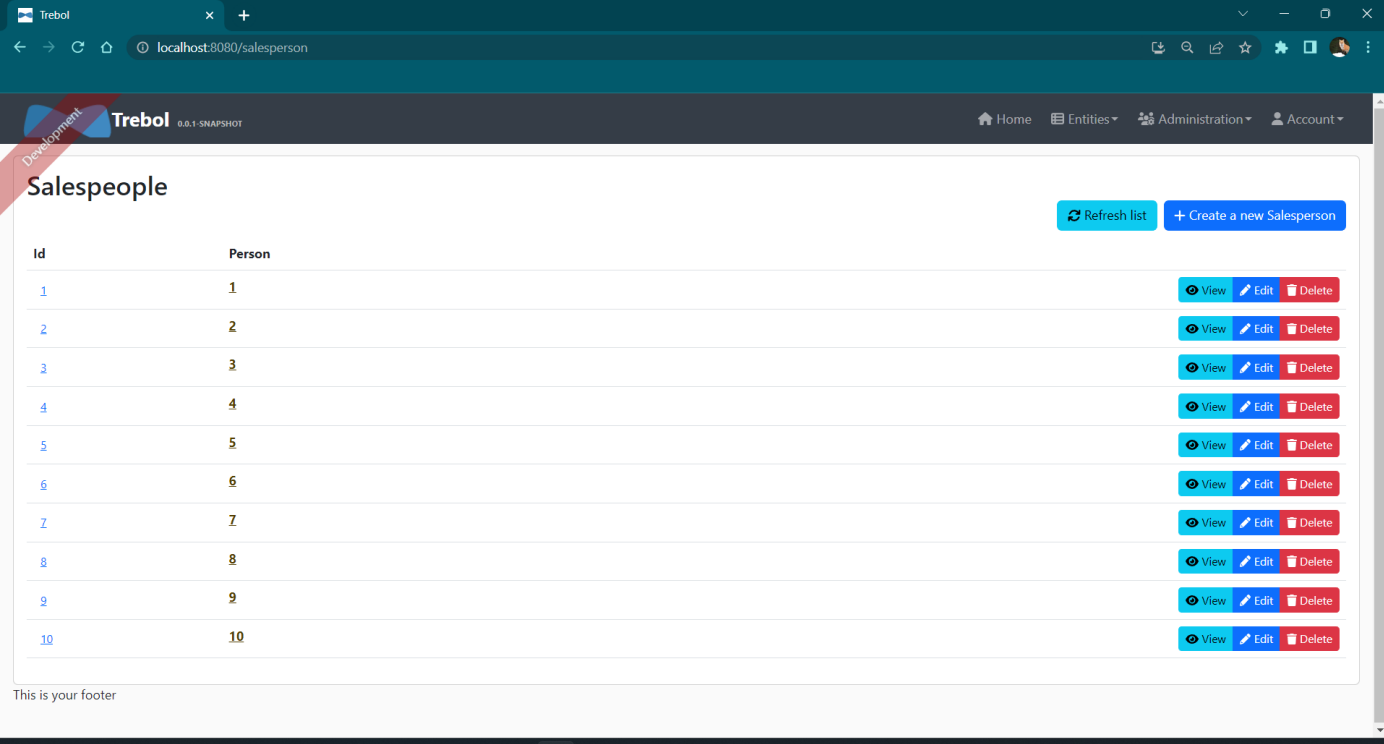 Trebol
localhost:8080/salesperson
Development
Trebol 0.0.1-SNAPSHOT
Home Entities Administration Account
Salespeople
Refresh list Create a new Salesperson
Id Person
1 1 View Edit Delete
2 2 View Edit Delete
3 3 View Edit Delete
4 4 View Edit Delete
5 5 View Edit Delete
6 6 View Edit Delete
7 7 View Edit Delete
8 8 View Edit Delete
9 9 View Edit Delete
10 10 View Edit Delete
This is your footer